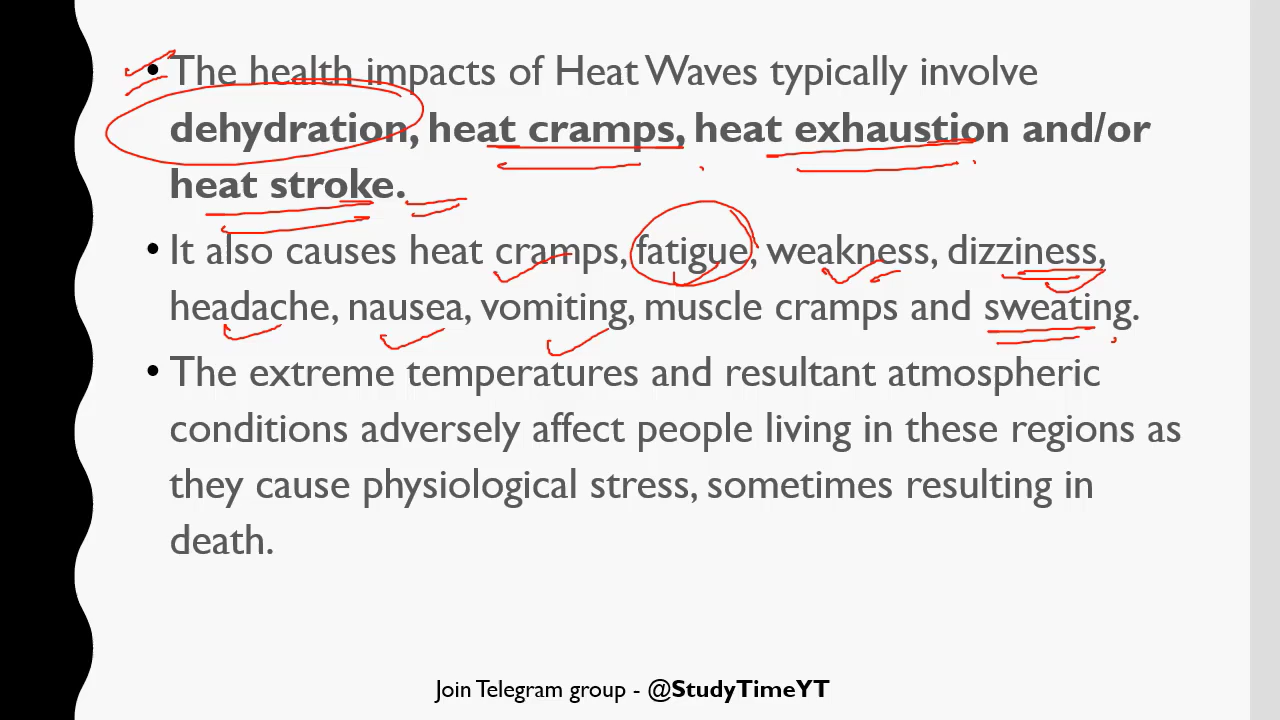 • The health impacts of Heat Waves typically involve
dehydration, heat cramps, heat exhaustion and/or
heat stroke.
• It also causes heat cramps, fatigue, weakness, dizziness,
headache, nausea, vomiting, muscle cramps and sweating.
• The extreme temperatures and resultant atmospheric
conditions adversely affect people living in these regions as
they cause physiological stress, sometimes resulting in
death.
Join Telegram group - @StudyTimeYT